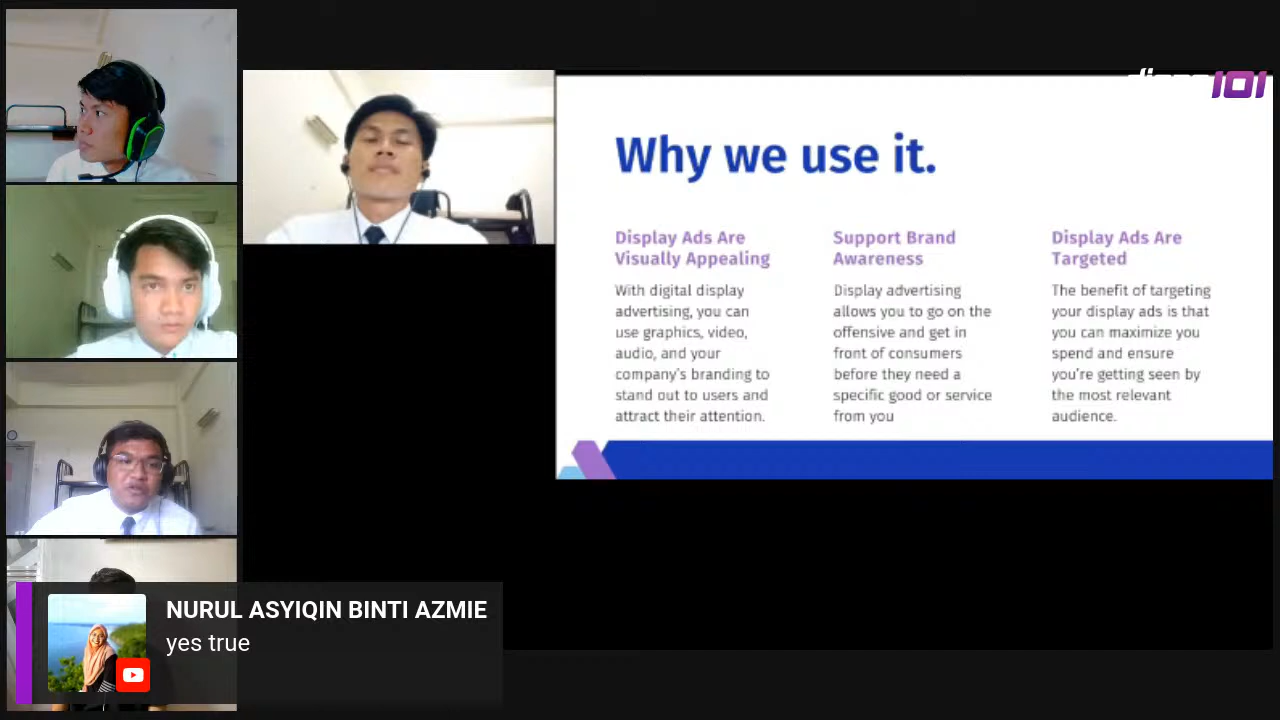 101
Why we use it.
Display Ads Are
Visually Appealing
With digital display
advertising, you can
use graphics, video,
audio, and your
company's branding to
stand out to users and
attract their attention.
Support Brand
Awareness
Display advertising
allows you to go on the
offensive and get in
front of consumers
before they need a
specific good or service
from you
Display Ads Are
Targeted
The benefit of targeting
your display ads is that
you can maximize you
spend and ensure
you're getting seen by
the most relevant
audience.
NURUL ASYIQIN BINTI AZMIE
yes true